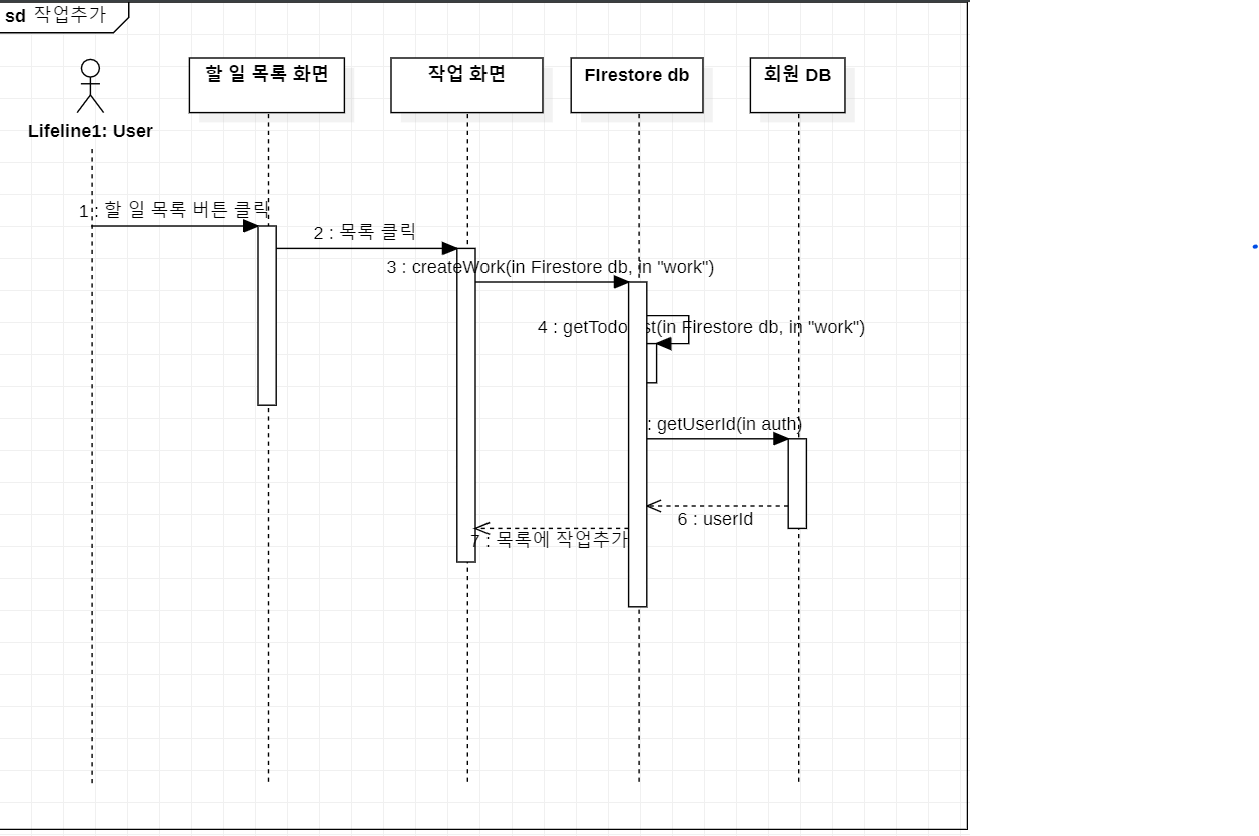 sd 작업추가
할 일 목록 화면
작업 화면
FIrestore db
회원 DB
Lifeline1: User
1 : 할 일 목록 버튼 클릭
2 : 목록 클릭
3 : createWork(in Firestore db, in "work")
4 : getTodo st(in Firestore db, in "work")
: getUserId(in auth)
6 : userId
7 : 목록에 작업추가